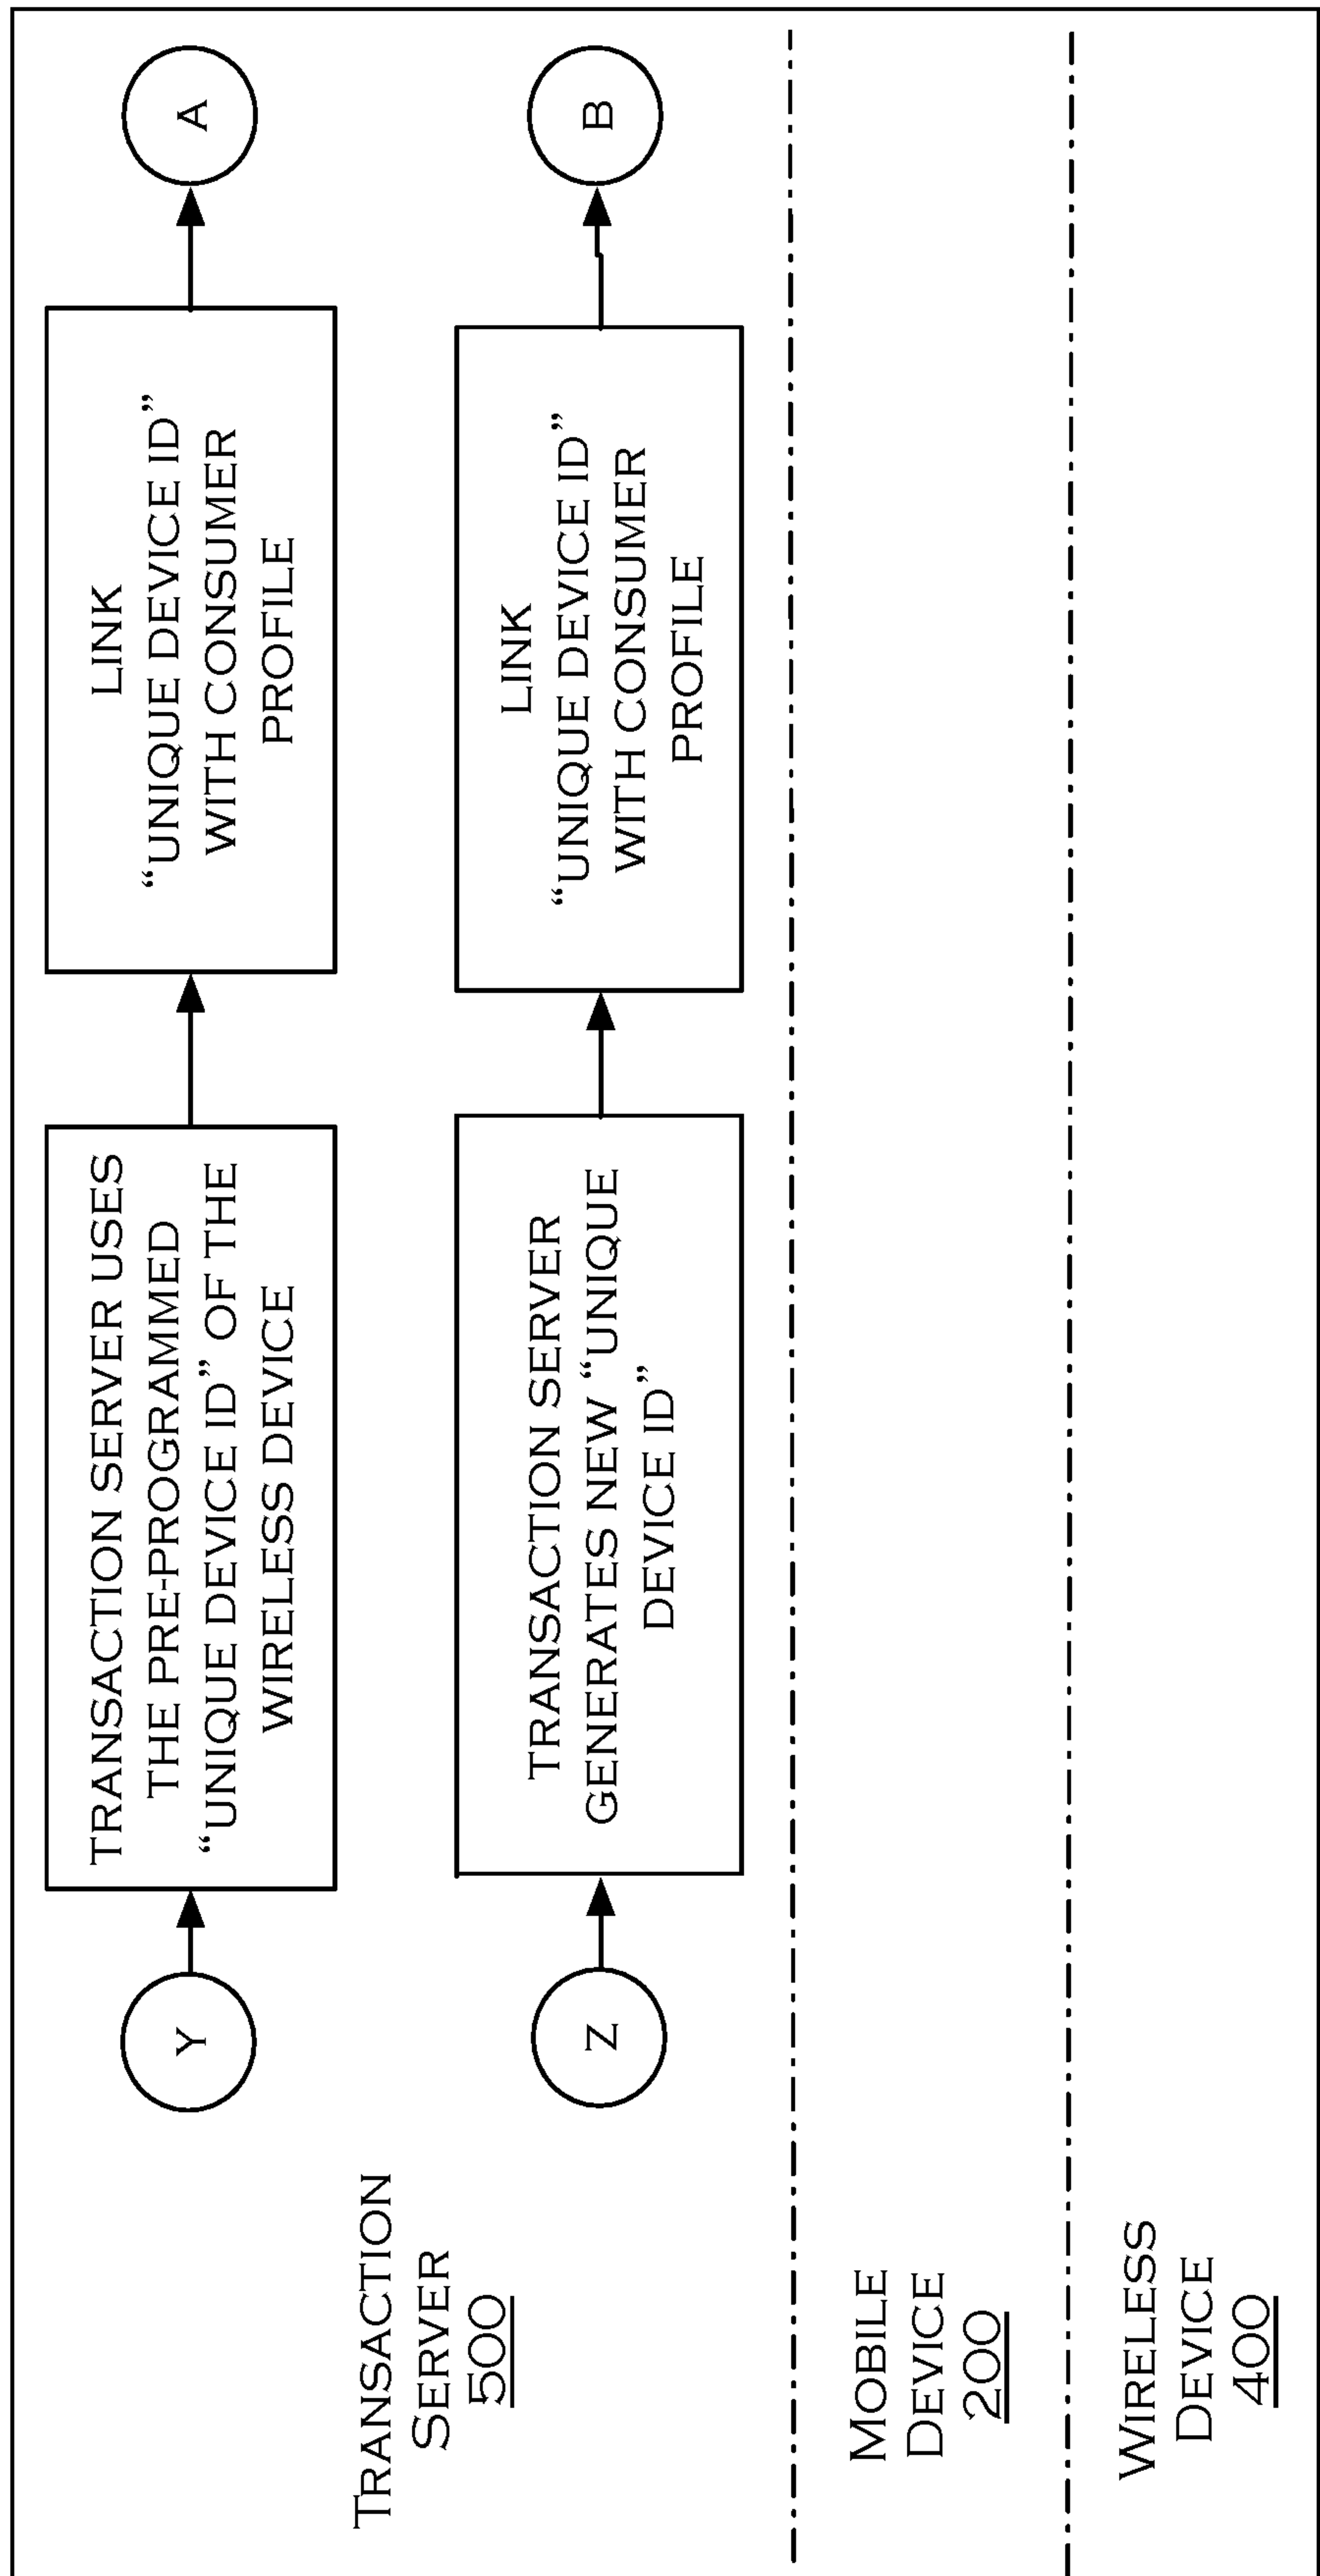 TRANSACTION
SERVER
500
Y
TRANSACTION SERVER USES
THE PRE-PROGRAMMED
“UNIQUE DEVICE ID” OF THE
WIRELESS DEVICE
LINK
“UNIQUE DEVICE ID”
WITH CONSUMER
PROFILE
A
Z
TRANSACTION SERVER
GENERATES NEW “UNIQUE
DEVICE ID”
LINK
“UNIQUE DEVICE ID”
WITH CONSUMER
PROFILE
B
MOBILE
DEVICE
200
WIRELESS
DEVICE
400